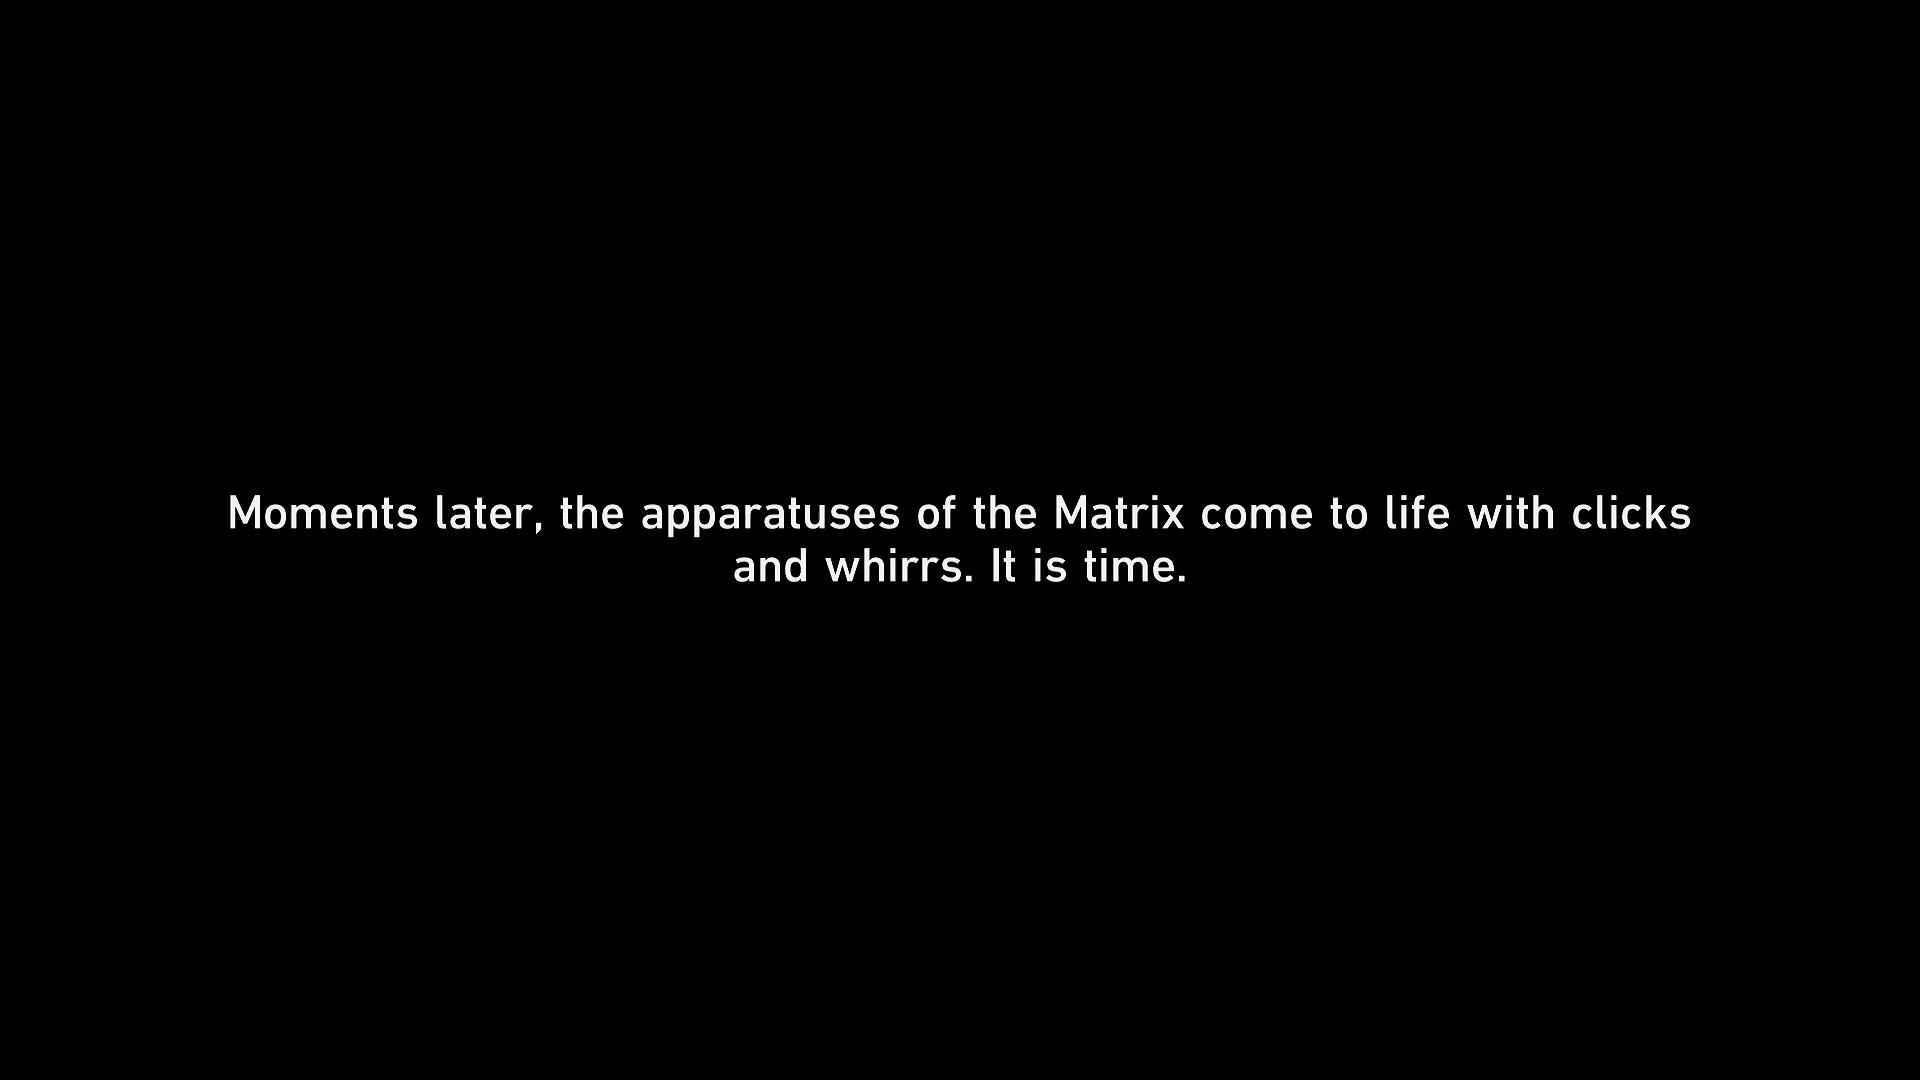 Moments later, the apparatuses of the Matrix come to life with clicks
and whirrs. It is time.